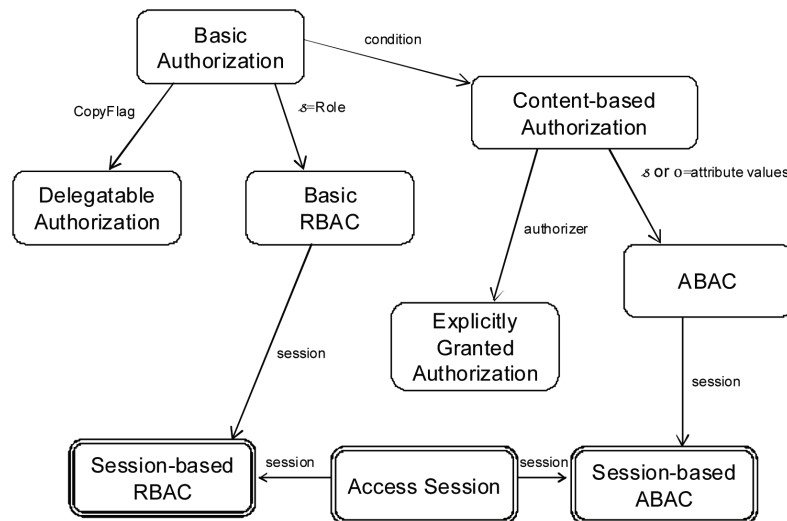 Basic
Authorization
condition
CopyFlag
𝓈=Role
Content-based
Authorization
Delegatable
Authorization
Basic
RBAC
𝓈 or o=attribute values
authorizer
ABAC
Explicitly
Granted
Authorization
session
session
Session-based
RBAC
session
Access Session
session
Session-based
ABAC